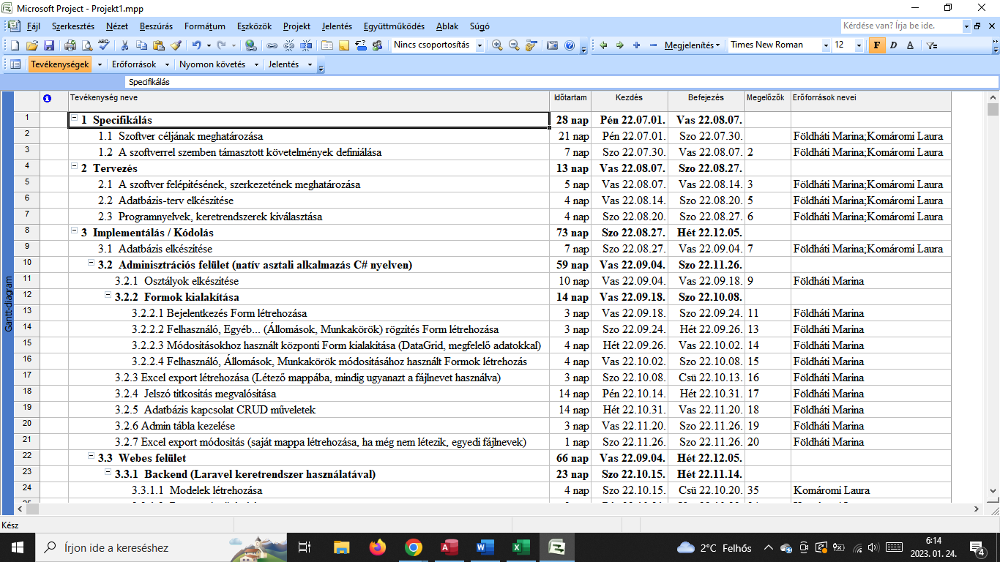 Microsoft Project - Projekt1.mpp
Fájl Szerkesztés Nézet Beszúrás Formátum Eszközök Projekt Jelentés Együttműködés Ablak Súgó Kérdése van? Írja be ide.
Nincs csoportosítás Megjelenítés Times New Roman 12 F D A
Tevékenységek Erőforrások Nyomon követés Jelentés
Specifikálás
Tevékenység neve Időtartam Kezdés Befejezés Megelőzők Erőforrások nevei
1 1 Specifikálás 28 nap Pén 22.07.01. Vas 22.08.07.
2 1.1 Szoftver céljának meghatározása 21 nap Pén 22.07.01. Szo 22.07.30. Földháti Marina;Komáromi Laura
3 1.2 A szoftverrel szemben támasztott követelmények definiálása 7 nap Szo 22.07.30. Vas 22.08.07. 2 Földháti Marina;Komáromi Laura
4 2 Tervezés 13 nap Vas 22.08.07. Szo 22.08.27.
5 2.1 A szoftver felépítésének, szerkezetének meghatározása 5 nap Vas 22.08.07. Vas 22.08.14. 3 Földháti Marina;Komáromi Laura
6 2.2 Adatbázis-terv elkészítése 4 nap Vas 22.08.14. Szo 22.08.20. 5 Földháti Marina;Komáromi Laura
7 2.3 Programnyelvek, keretrendszerek kiválasztása 4 nap Szo 22.08.20. Szo 22.08.27. 6 Földháti Marina;Komáromi Laura
8 3 Implementálás / Kódolás 73 nap Szo 22.08.27. Hét 22.12.05.
9 3.1 Adatbázis elkészítése 7 nap Szo 22.08.27. Vas 22.09.04. 7 Földháti Marina;Komáromi Laura
10 3.2 Adminisztrációs felület (natív asztali alkalmazás C# nyelven) 59 nap Vas 22.09.04. Szo 22.11.26.
11 3.2.1 Osztályok elkészítése 10 nap Vas 22.09.04. Vas 22.09.18. 9 Földháti Marina
12 3.2.2 Formok kialakítása 14 nap Vas 22.09.18. Szo 22.10.08.
13 3.2.2.1 Bejelentkezés Form létrehozása 3 nap Vas 22.09.18. Szo 22.09.24. 11 Földháti Marina
14 3.2.2.2 Felhasználó, Egyéb... (Állomások, Munkakörök) rögzítés Form létrehozása 3 nap Szo 22.09.24. Hét 22.09.26. 13 Földháti Marina
15 3.2.2.3 Módosításokhoz használt központi Form kialakítása (DataGrid, megfelelő adatokkal) 4 nap Hét 22.09.26. Vas 22.10.02. 14 Földháti Marina
16 3.2.2.4 Felhasználó, Állomások, Munkakörök módosításához használt Formok létrehozás 4 nap Vas 22.10.02. Szo 22.10.08. 15 Földháti Marina
17 3.2.3 Excel export létrehozása (Létező mappába, mindig ugyanazt a fájlnevet használva) 3 nap Szo 22.10.08. Csü 22.10.13. 16 Földháti Marina
18 3.2.4 Jelszó titkosítás megvalósítása 14 nap Pén 22.10.14. Hét 22.10.31. 17 Földháti Marina
19 3.2.5 Adatbázis kapcsolat CRUD műveletek 14 nap Hét 22.10.31. Vas 22.11.20. 18 Földháti Marina
20 3.2.6 Admin tábla kezelése 3 nap Vas 22.11.20. Szo 22.11.26. 19 Földháti Marina
21 3.2.7 Excel export módosítás (saját mappa létrehozása, ha még nem létezik, egyedi fájlnevek) 1 nap Szo 22.11.26. Szo 22.11.26. 20 Földháti Marina
22 3.3 Webes felület 66 nap Vas 22.09.04. Hét 22.12.05.
23 3.3.1 Backend (Laravel keretrendszer használatával) 23 nap Szo 22.10.15. Hét 22.11.14.
24 3.3.1.1 Modelek létrehozása 4 nap Szo 22.10.15. Csü 22.10.20. 35 Komáromi Laura
Gantt-diagram
Kész
Írjon ide a kereséshez 2°C Felhős 6:14
2023. 01. 24. 4